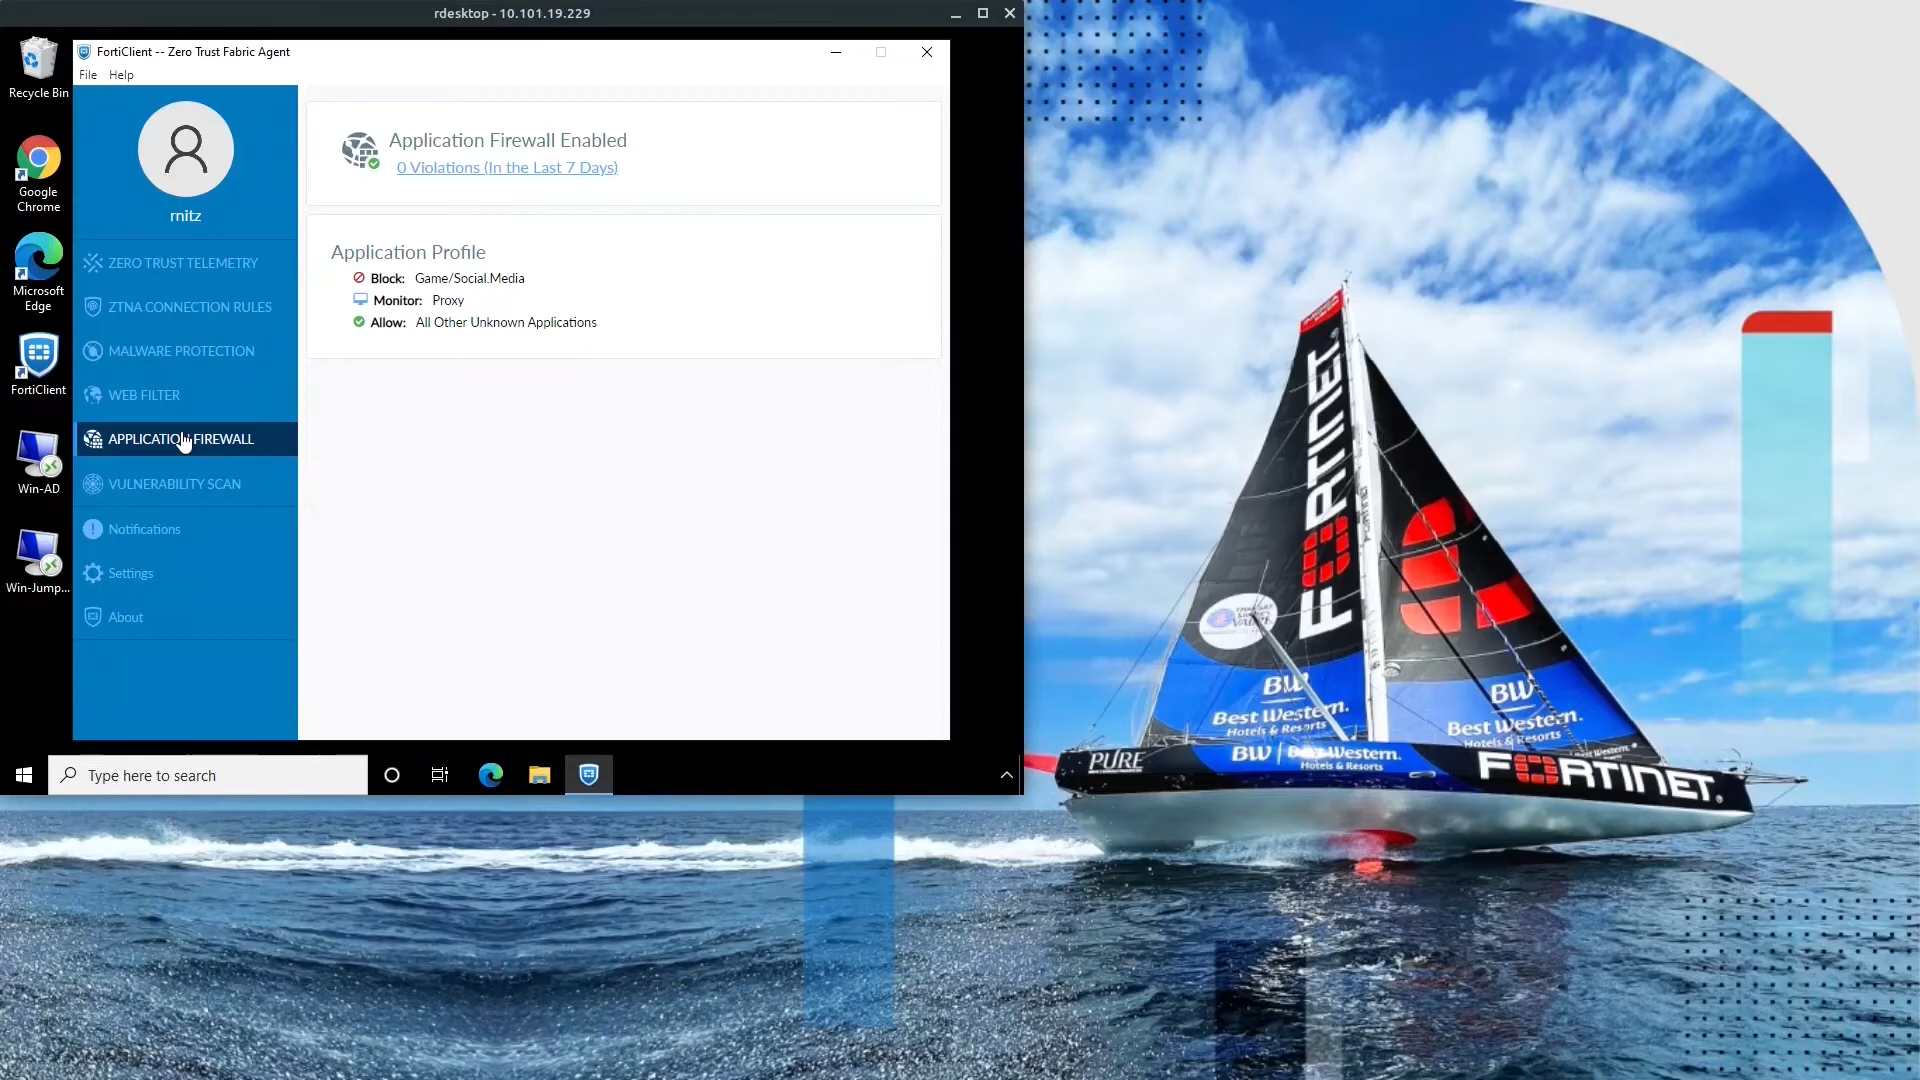 rdesktop - 10.101.19.229
FortiClient -- Zero Trust Fabric Agent
File Help
Recycle Bin
Google
Chrome
Microsoft
Edge
FortiClient
Win-AD
Win-Jump...
rnitz
ZERO TRUST TELEMETRY
ZTNA CONNECTION RULES
MALWARE PROTECTION
WEB FILTER
APPLICATION FIREWALL
VULNERABILITY SCAN
Notifications
Settings
About
Application Firewall Enabled
0 Violations (In the Last 7 Days)
Application Profile
Block: Game/Social.Media
Monitor: Proxy
Allow: All Other Unknown Applications
Type here to search
FORTINET
BW
Best Western.
Hotels & Resorts
BW
Best Western.
Hotels & Resorts
PURE
BW Best Western.
Hotels & Resorts
Best Western.
FORTINET